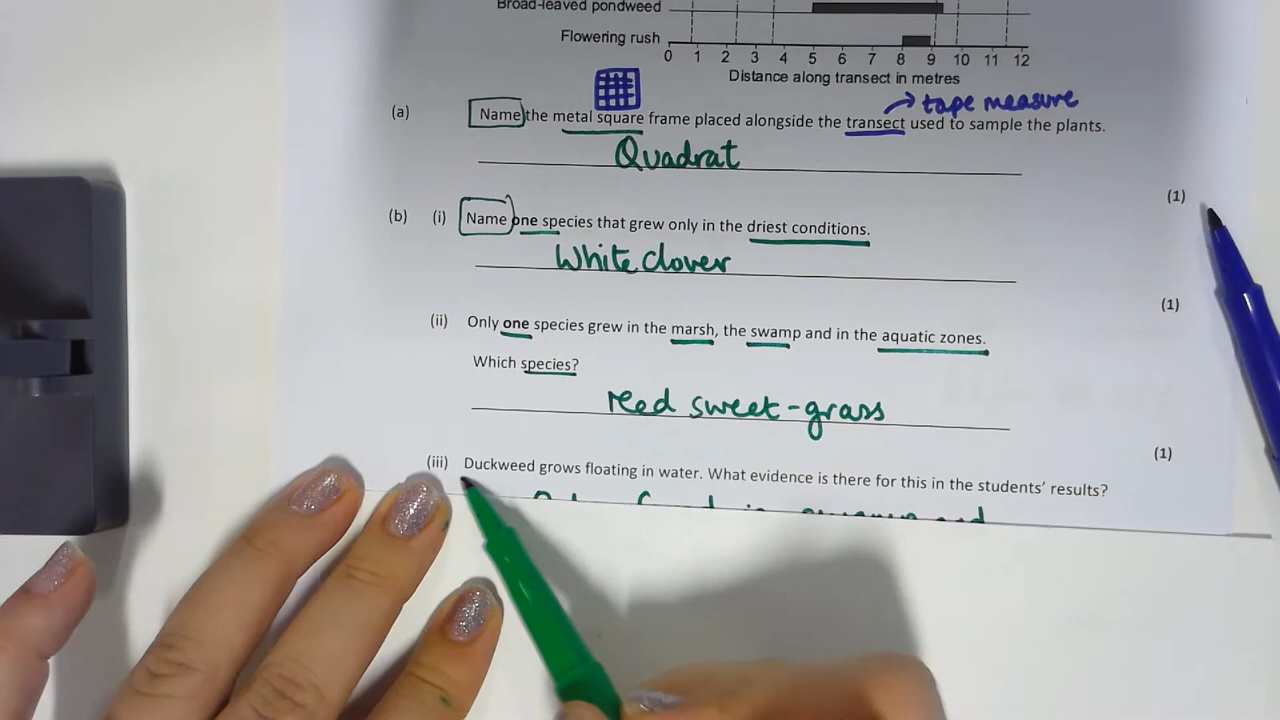 Broad-leaved pondweed
Flowering rush
0 1 2 3 4 5 6 7 8 9 10 11 12
Distance along transect in metres
tape measure
(a) Name the metal square frame placed alongside the transect used to sample the plants.
Quadrat
(1)
(b) (i) Name one species that grew only in the driest conditions.
White clover
(1)
(ii) Only one species grew in the marsh, the swamp and in the aquatic zones.
Which species?
reed sweet-grass
(1)
(iii) Duckweed grows floating in water. What evidence is there for this in the students' results?